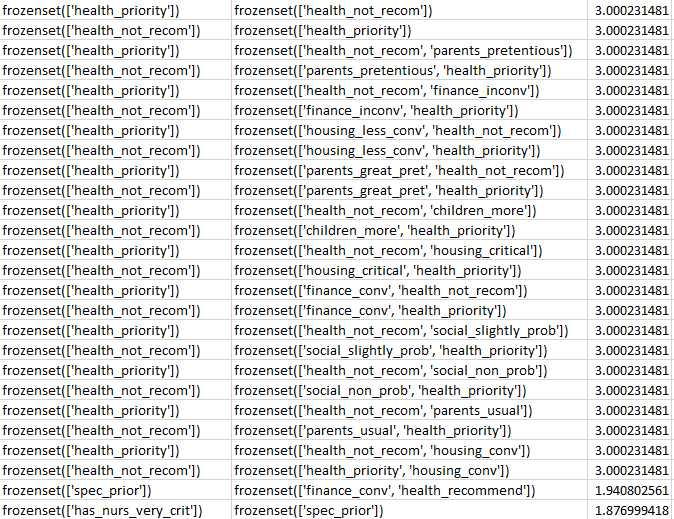 frozenset(['health_priority']) frozenset(['health_not_recom']) 3.000231481
frozenset(['health_not_recom']) frozenset(['health_priority']) 3.000231481
frozenset(['health_priority']) frozenset(['health_not_recom', 'parents_pretentious']) 3.000231481
frozenset(['health_not_recom']) frozenset(['parents_pretentious', 'health_priority']) 3.000231481
frozenset(['health_priority']) frozenset(['health_not_recom', 'finance_inconv']) 3.000231481
frozenset(['health_not_recom']) frozenset(['finance_inconv', 'health_priority']) 3.000231481
frozenset(['health_priority']) frozenset(['housing_less_conv', 'health_not_recom']) 3.000231481
frozenset(['health_not_recom']) frozenset(['housing_less_conv', 'health_priority']) 3.000231481
frozenset(['health_priority']) frozenset(['parents_great_pret', 'health_not_recom']) 3.000231481
frozenset(['health_not_recom']) frozenset(['parents_great_pret', 'health_priority']) 3.000231481
frozenset(['health_priority']) frozenset(['health_not_recom', 'children_more']) 3.000231481
frozenset(['health_not_recom']) frozenset(['children_more', 'health_priority']) 3.000231481
frozenset(['health_priority']) frozenset(['health_not_recom', 'housing_critical']) 3.000231481
frozenset(['health_not_recom']) frozenset(['housing_critical', 'health_priority']) 3.000231481
frozenset(['health_priority']) frozenset(['finance_conv', 'health_not_recom']) 3.000231481
frozenset(['health_not_recom']) frozenset(['finance_conv', 'health_priority']) 3.000231481
frozenset(['health_priority']) frozenset(['health_not_recom', 'social_slightly_prob']) 3.000231481
frozenset(['health_not_recom']) frozenset(['social_slightly_prob', 'health_priority']) 3.000231481
frozenset(['health_priority']) frozenset(['health_not_recom', 'social_non_prob']) 3.000231481
frozenset(['health_not_recom']) frozenset(['social_non_prob', 'health_priority']) 3.000231481
frozenset(['health_priority']) frozenset(['health_not_recom', 'parents_usual']) 3.000231481
frozenset(['health_not_recom']) frozenset(['parents_usual', 'health_priority']) 3.000231481
frozenset(['health_priority']) frozenset(['health_not_recom', 'housing_conv']) 3.000231481
frozenset(['health_not_recom']) frozenset(['health_priority', 'housing_conv']) 3.000231481
frozenset(['spec_prior']) frozenset(['finance_conv', 'health_recommend']) 1.940802561
frozenset(['has_nurs_very_crit']) frozenset(['spec_prior']) 1.876999418